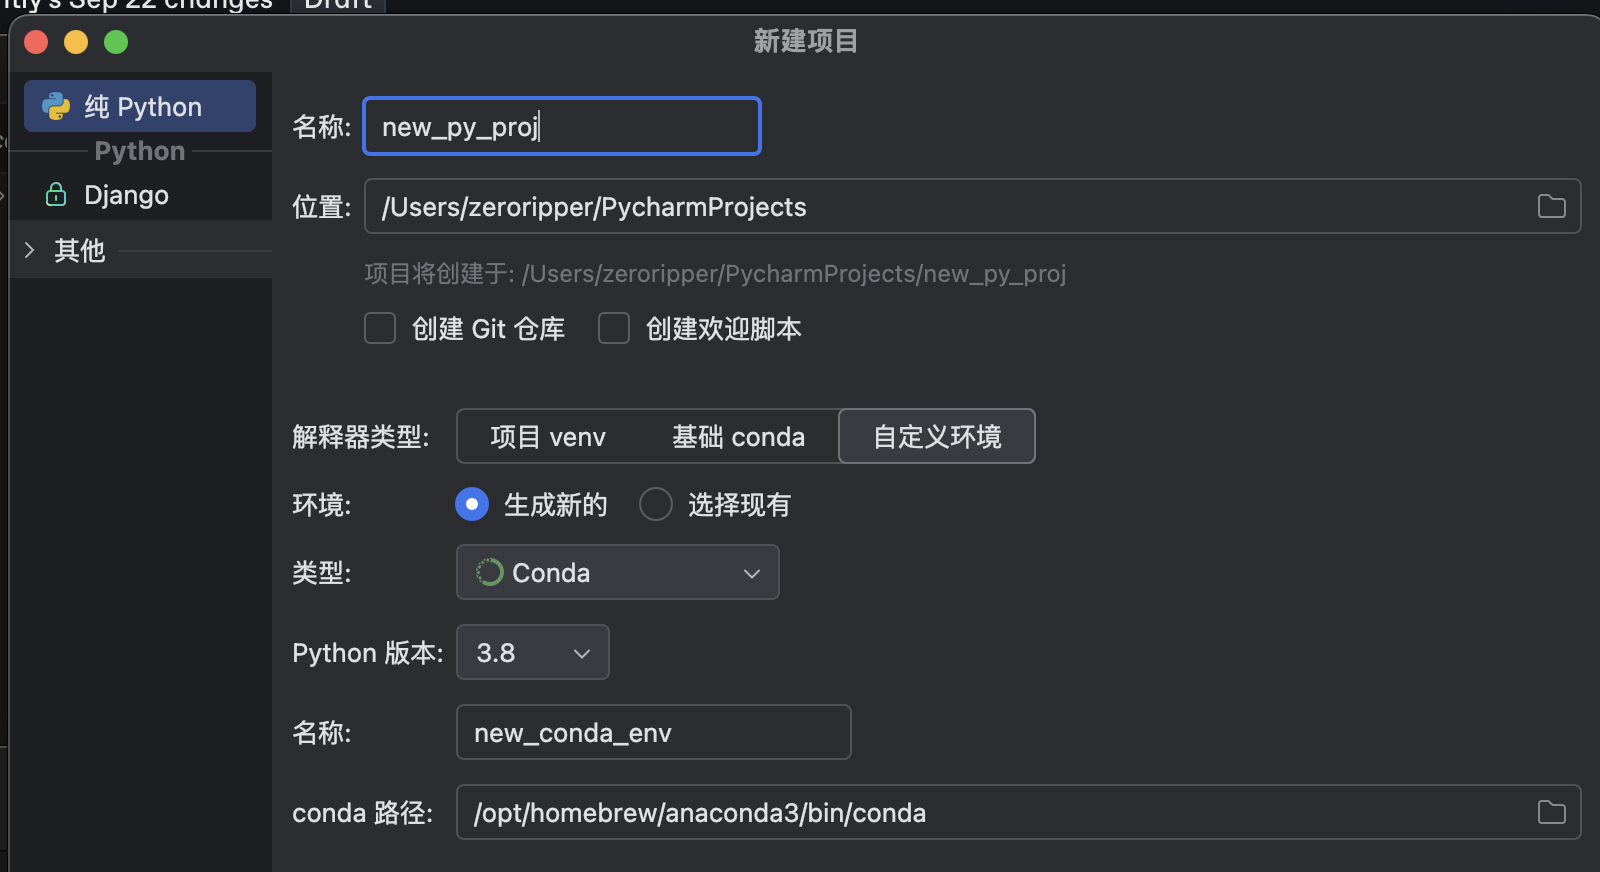 Sep 22 changes Draft
新建项目
纯 Python
Python
Django
其他
名称: new_py_proj
位置: /Users/zeroripper/PycharmProjects
项目将创建于: /Users/zeroripper/PycharmProjects/new_py_proj
创建 Git 仓库 创建欢迎脚本
解释器类型: 项目 venv 基础 conda 自定义环境
环境: 生成新的 选择现有
类型: Conda
Python 版本: 3.8
名称: new_conda_env
conda 路径: /opt/homebrew/anaconda3/bin/conda